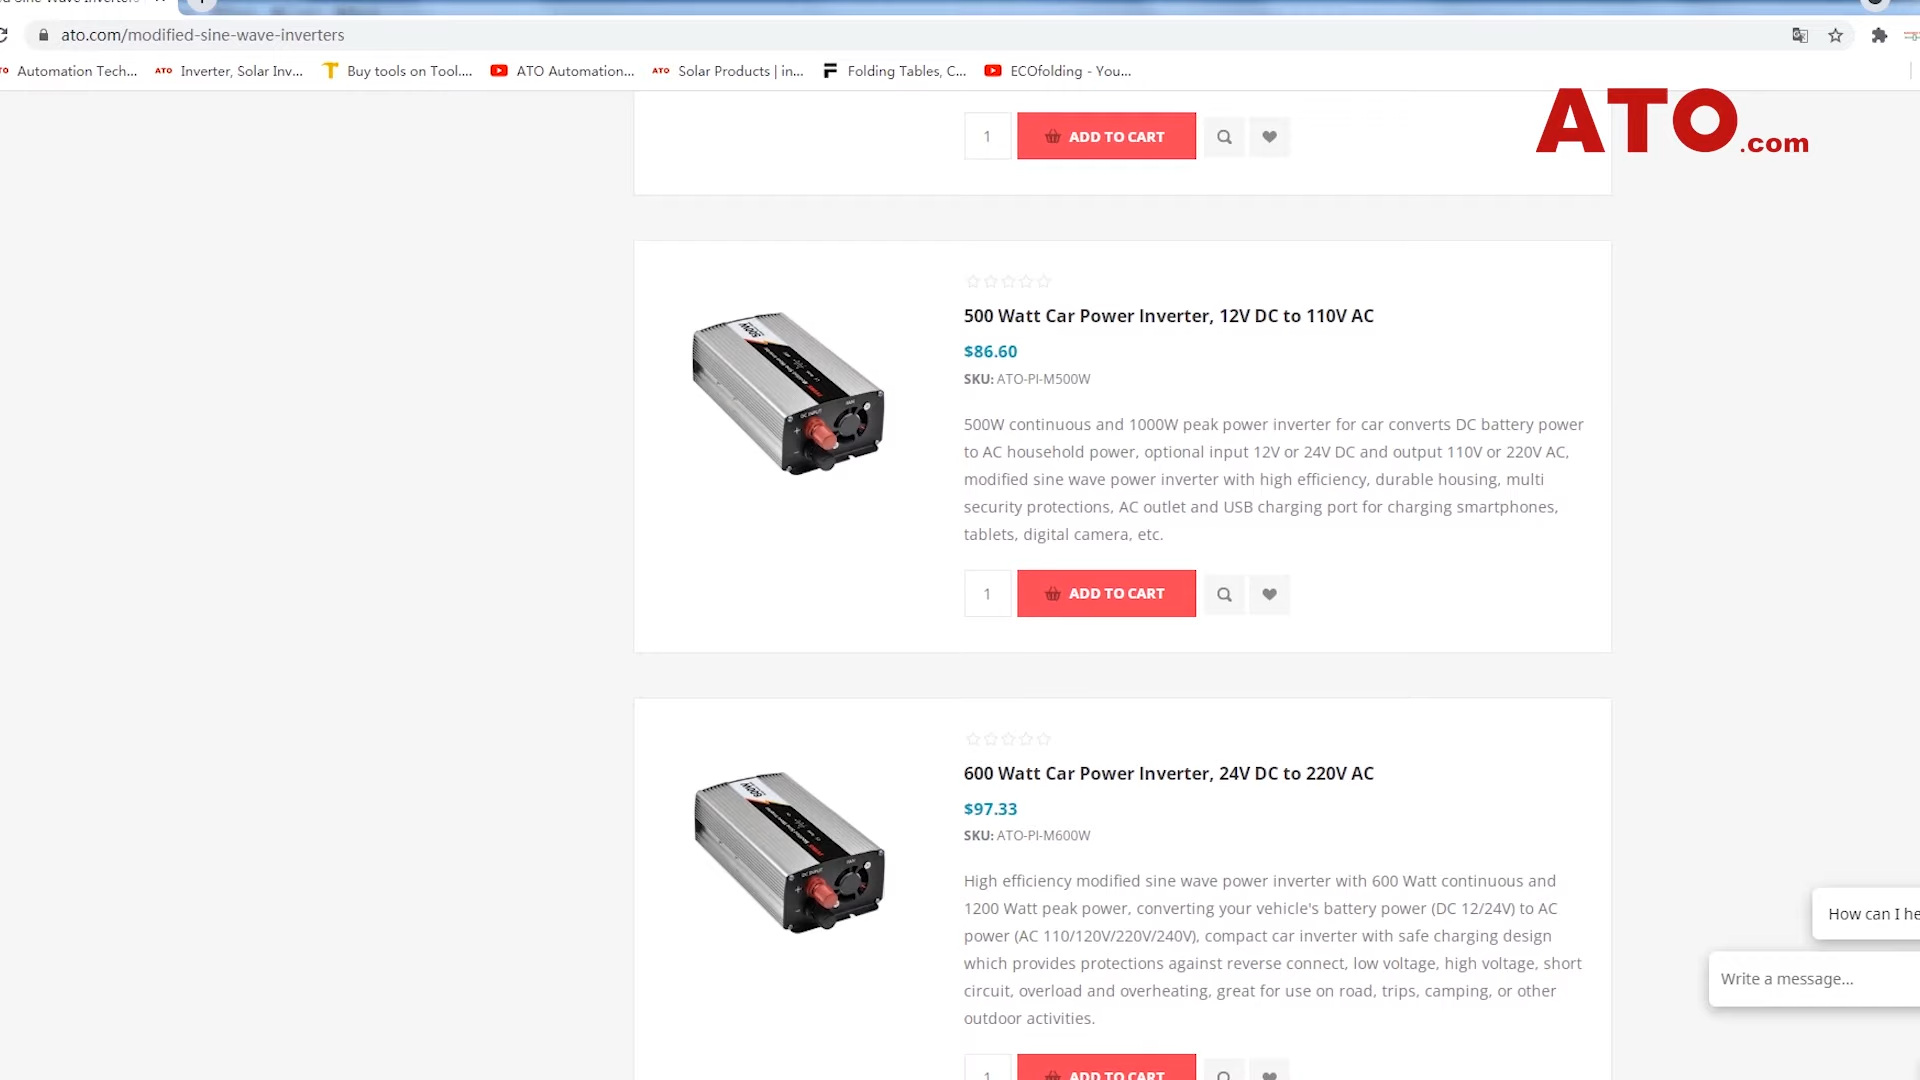 ato.com/modified-sine-wave-inverters
Automation Tech...
ATO Inverter, Solar Inv...
Buy tools on Tool....
ATO Automation...
ATO Solar Products | in...
Folding Tables, C...
ECOfolding - You...
ATO.com
1 ADD TO CART
500 Watt Car Power Inverter, 12V DC to 110V AC
$86.60
SKU: ATO-PI-M500W
500W continuous and 1000W peak power inverter for car converts DC battery power
to AC household power, optional input 12V or 24V DC and output 110V or 220V AC,
modified sine wave power inverter with high efficiency, durable housing, multi
security protections, AC outlet and USB charging port for charging smartphones,
tablets, digital camera, etc.
1 ADD TO CART
600 Watt Car Power Inverter, 24V DC to 220V AC
$97.33
SKU: ATO-PI-M600W
High efficiency modified sine wave power inverter with 600 Watt continuous and
1200 Watt peak power, converting your vehicle's battery power (DC 12/24V) to AC
power (AC 110/120V/220V/240V), compact car inverter with safe charging design
which provides protections against reverse connect, low voltage, high voltage, short
circuit, overload and overheating, great for use on road, trips, camping, or other
outdoor activities.
1 ADD TO CART
How can I he
Write a message...